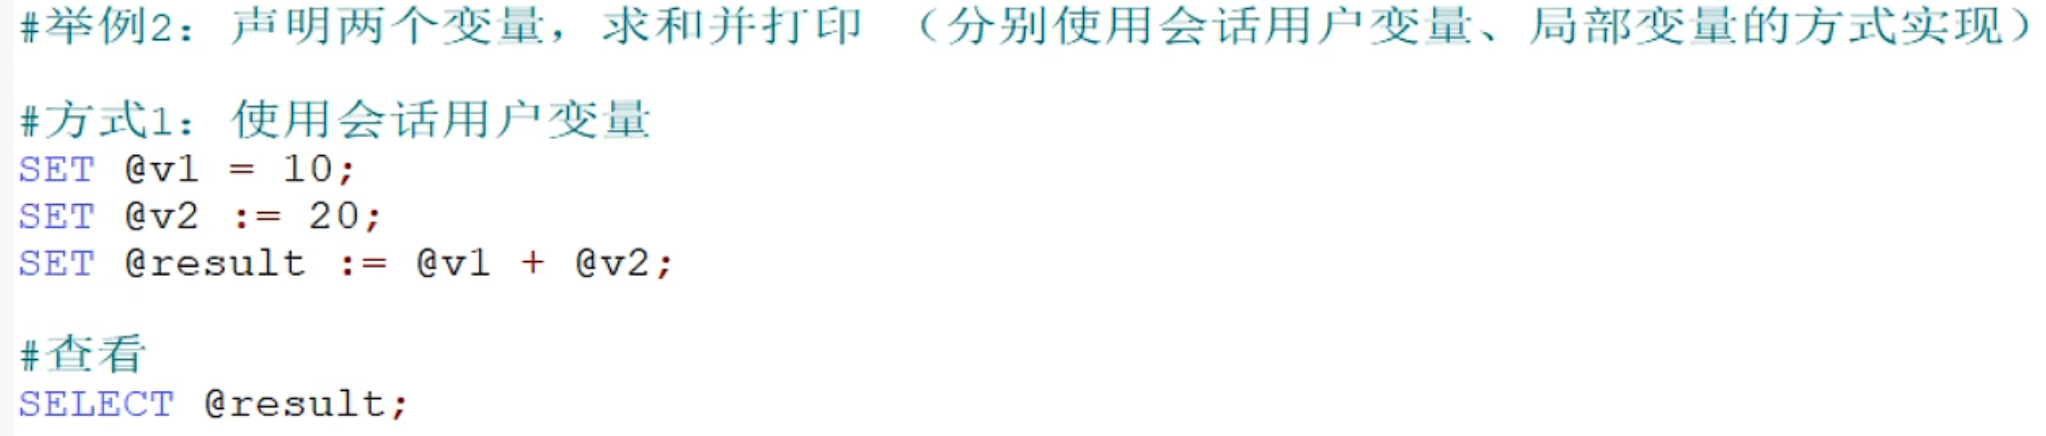 #举例2：声明两个变量，求和并打印 （分别使用会话用户变量、局部变量的方式实现）
#方式1：使用会话用户变量
SET @v1 = 10;
SET @v2 := 20;
SET @result := @v1 + @v2;
#查看
SELECT @result;